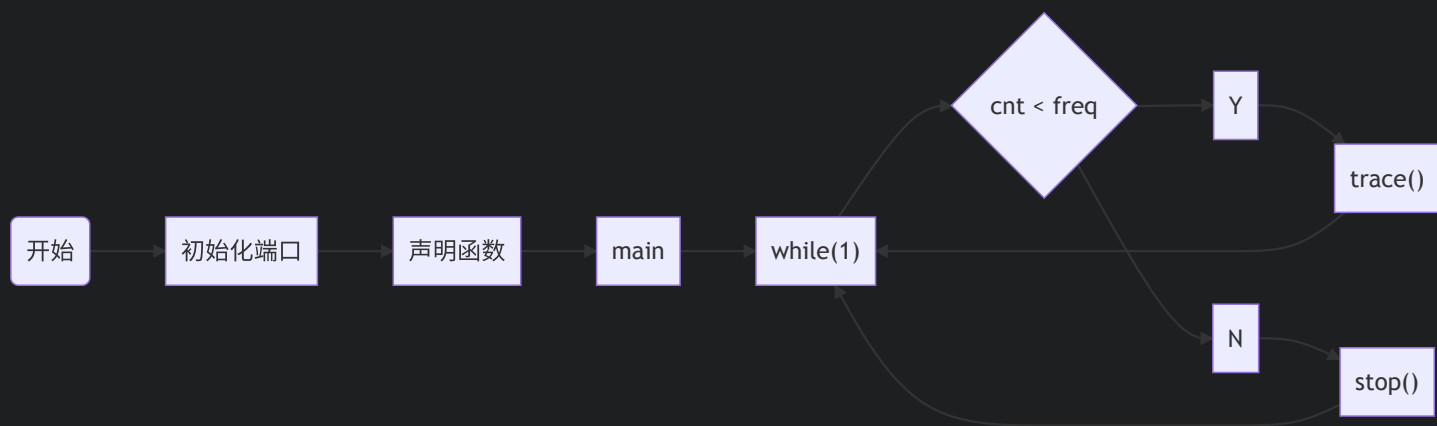 开始
初始化端口
声明函数
main
while(1)
cnt < freq
Y
trace()
N
stop()